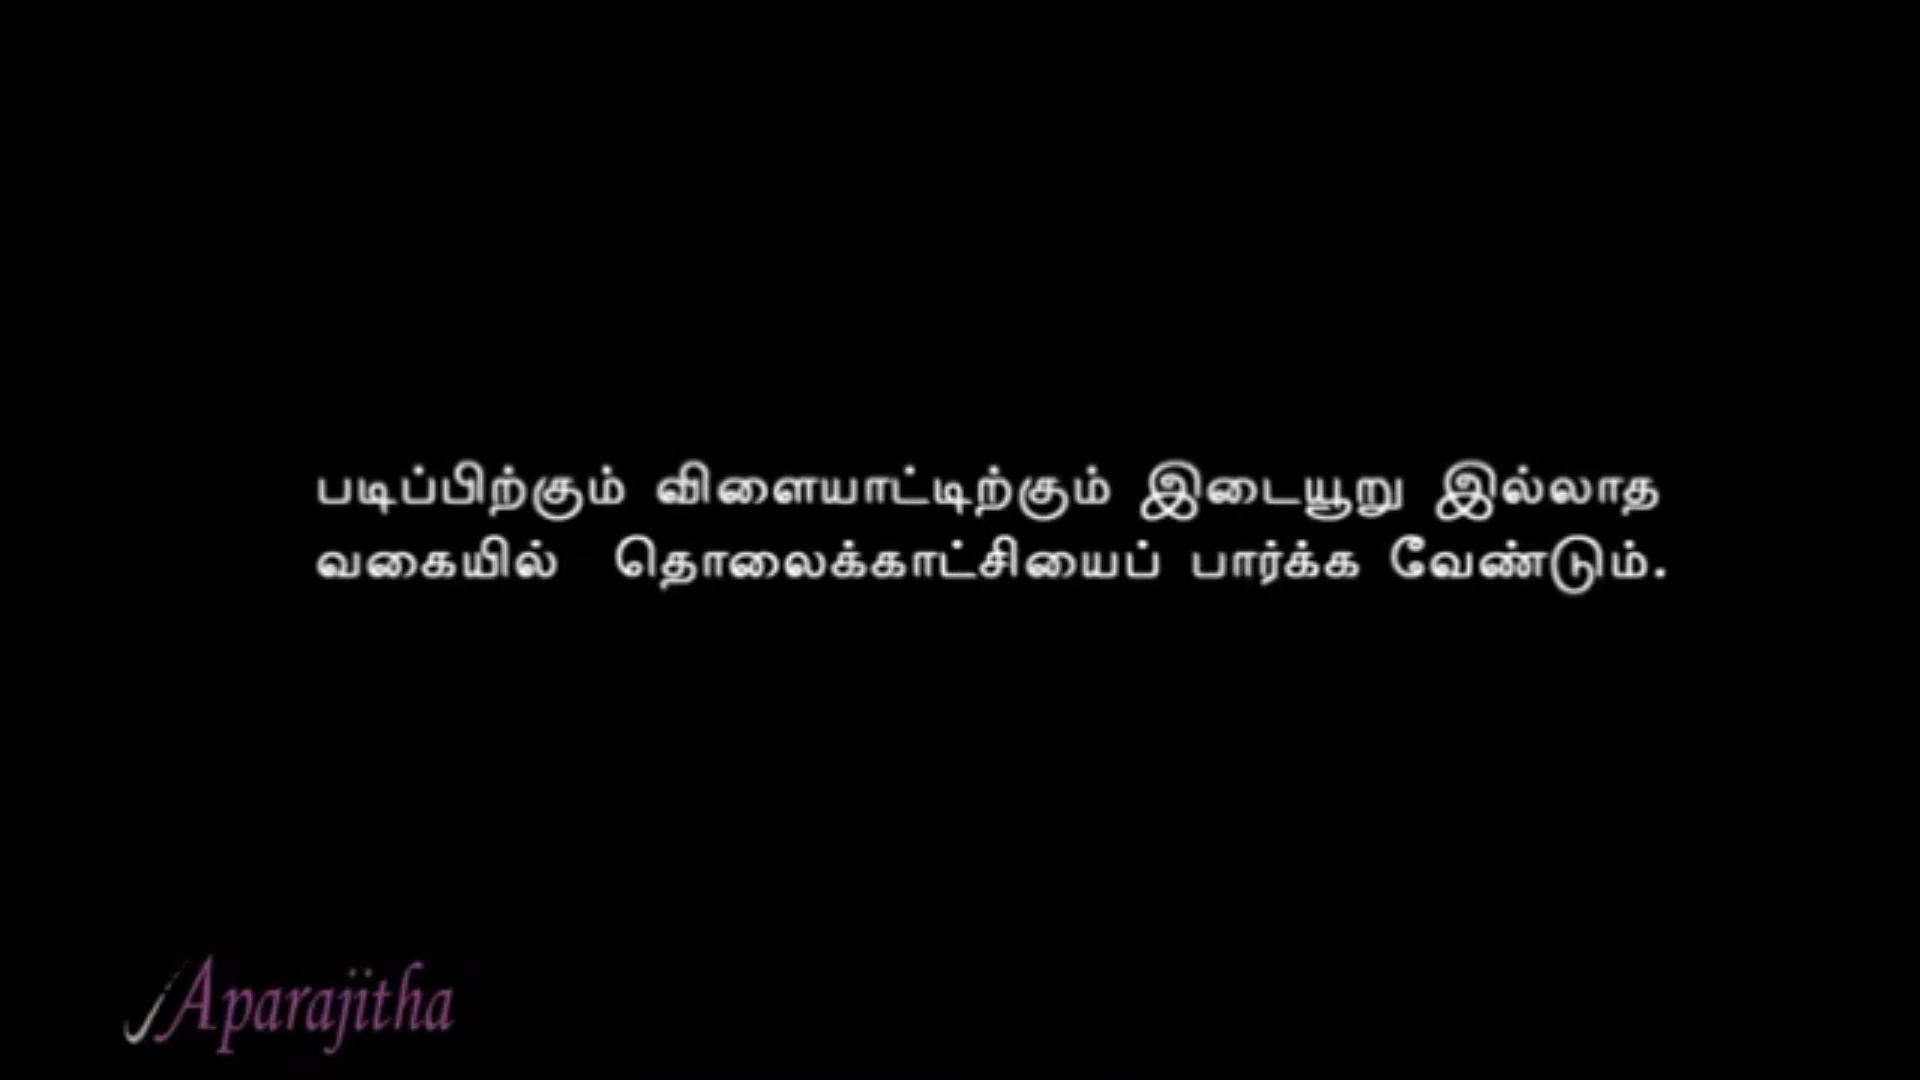 படிப்பிற்கும் விளையாட்டிற்கும் இடையூறு இல்லாத
வகையில் தொலைக்காட்சியைப் பார்க்க வேண்டும்.
Aparajitha